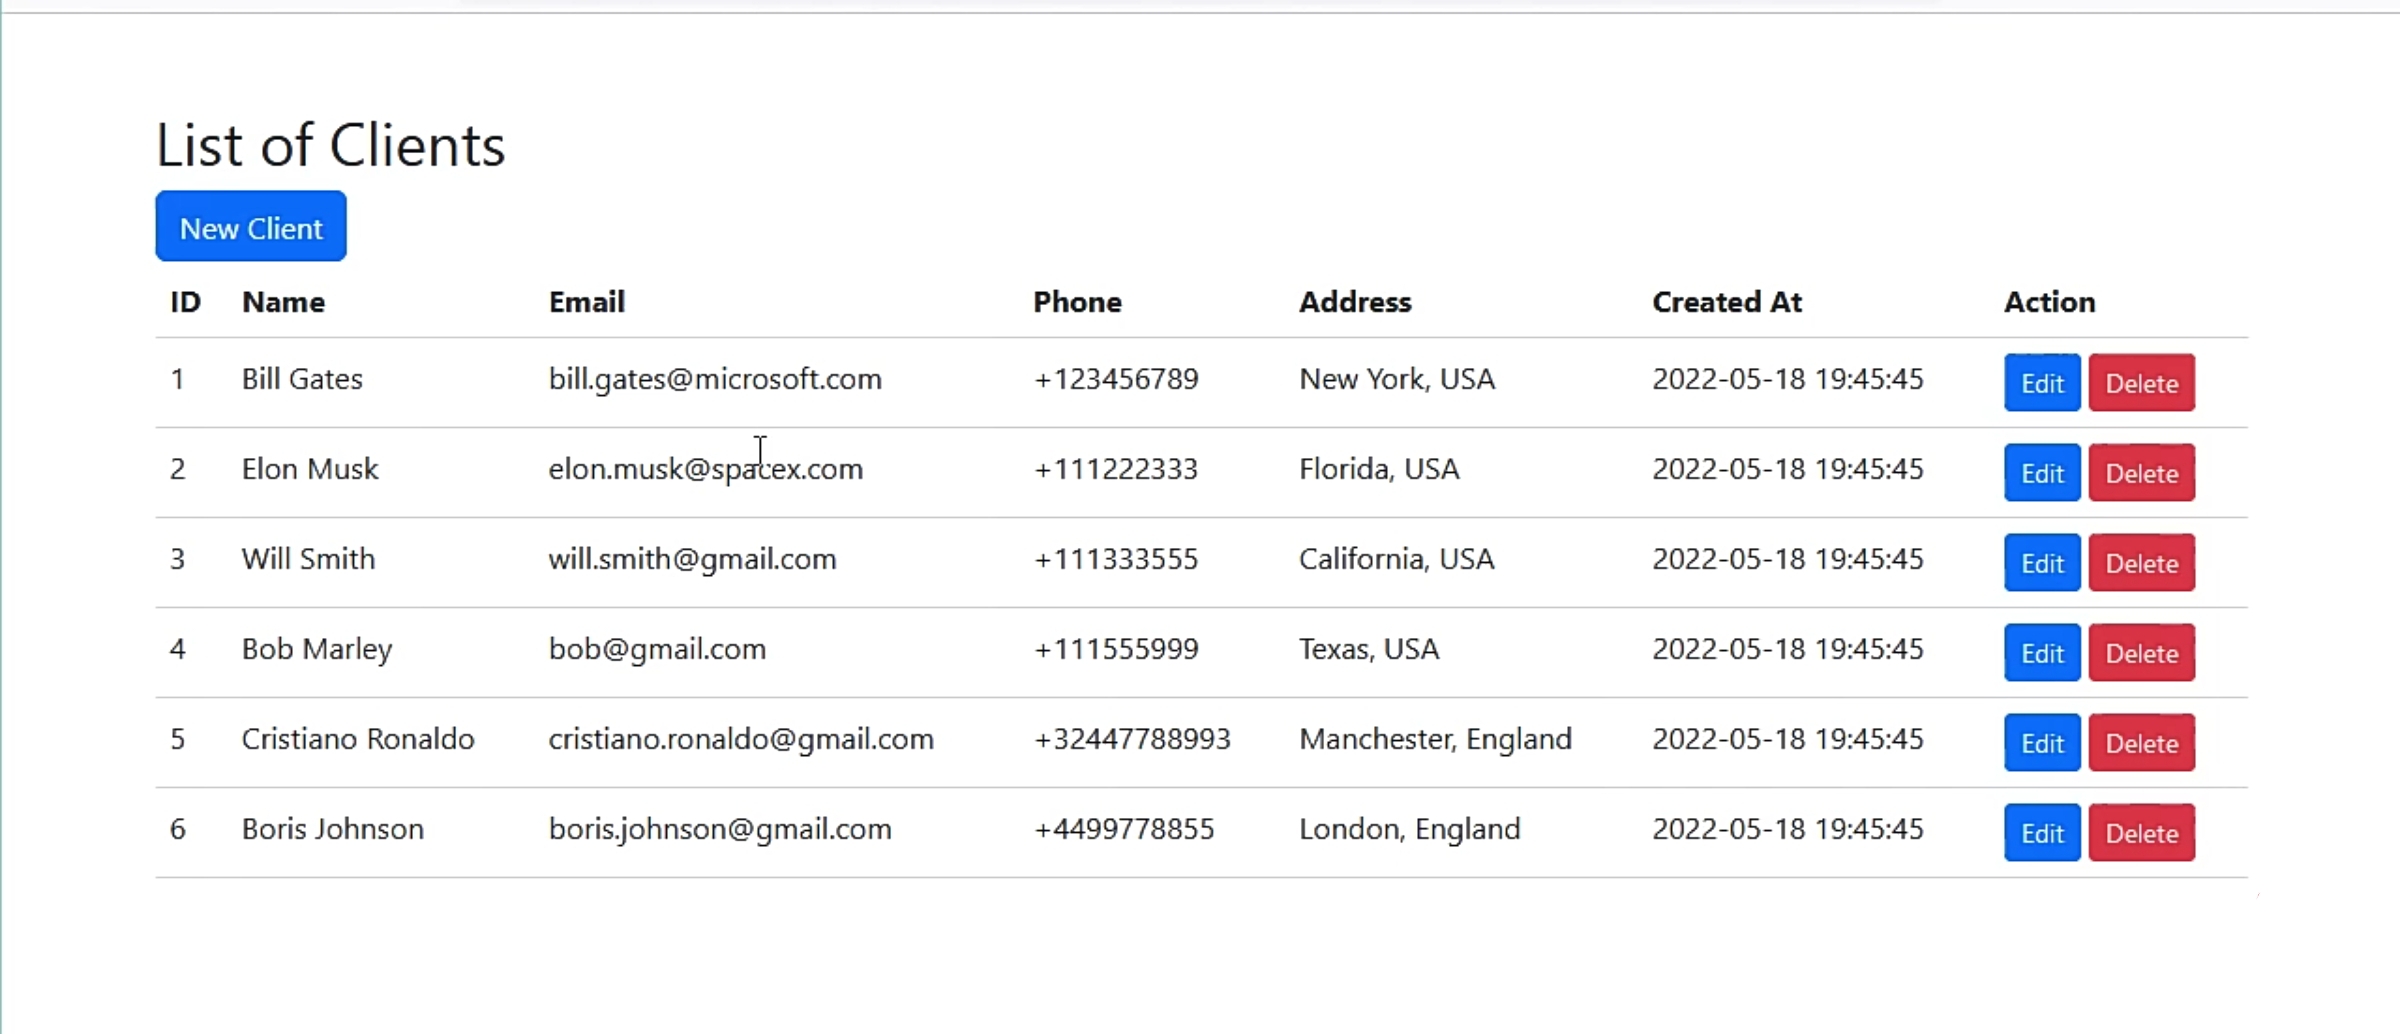 List of Clients
New Client
ID Name Email Phone Address Created At Action
1 Bill Gates bill.gates@microsoft.com +123456789 New York, USA 2022-05-18 19:45:45 Edit Delete
2 Elon Musk elon.musk@spacex.com +111222333 Florida, USA 2022-05-18 19:45:45 Edit Delete
3 Will Smith will.smith@gmail.com +111333555 California, USA 2022-05-18 19:45:45 Edit Delete
4 Bob Marley bob@gmail.com +111555999 Texas, USA 2022-05-18 19:45:45 Edit Delete
5 Cristiano Ronaldo cristiano.ronaldo@gmail.com +32447788993 Manchester, England 2022-05-18 19:45:45 Edit Delete
6 Boris Johnson boris.johnson@gmail.com +4499778855 London, England 2022-05-18 19:45:45 Edit Delete